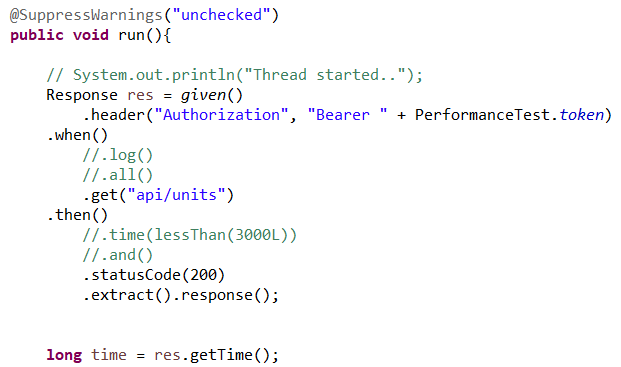 @SuppressWarnings("unchecked")
public void run(){
// System.out.println("Thread started..");
Response res = given()
.header("Authorization", "Bearer " + PerformanceTest.token)
.when()
//.log()
//.all()
.get("api/units")
.then()
//.time(lessThan(3000L))
//.and()
.statusCode(200)
.extract().response();
long time = res.getTime();